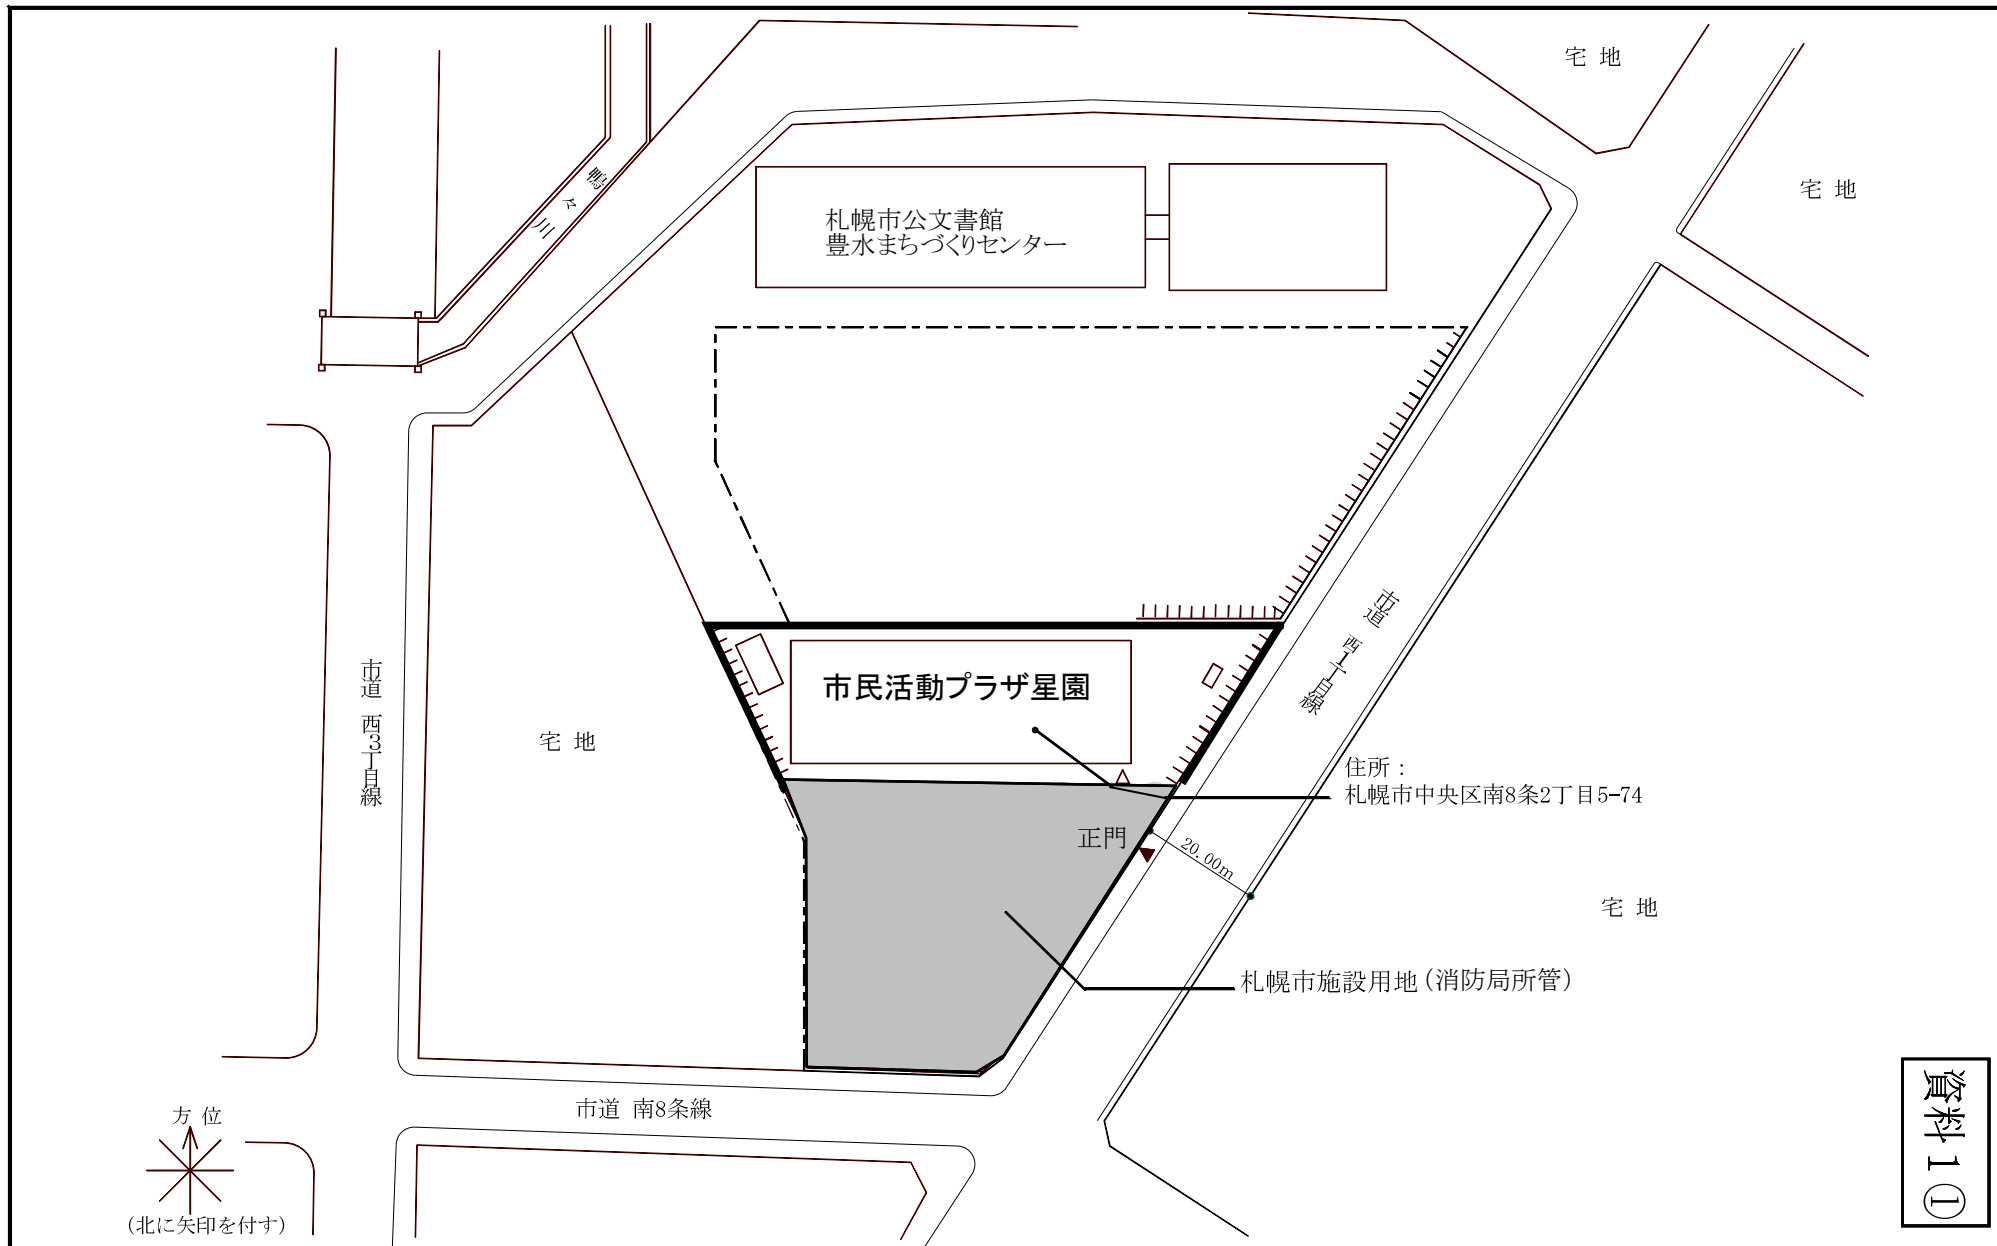 宅 地
宅 地
鴨々川
札幌市公文書館
豊水まちづくりセンター
市道 西1丁目線
市道 西3丁目線
宅 地
市民活動プラザ星園
住所：
札幌市中央区南8条2丁目5-74
正門
20.00m
宅 地
札幌市施設用地（消防局所管）
市道 南8条線
方 位
（北に矢印を付す）
資料1①